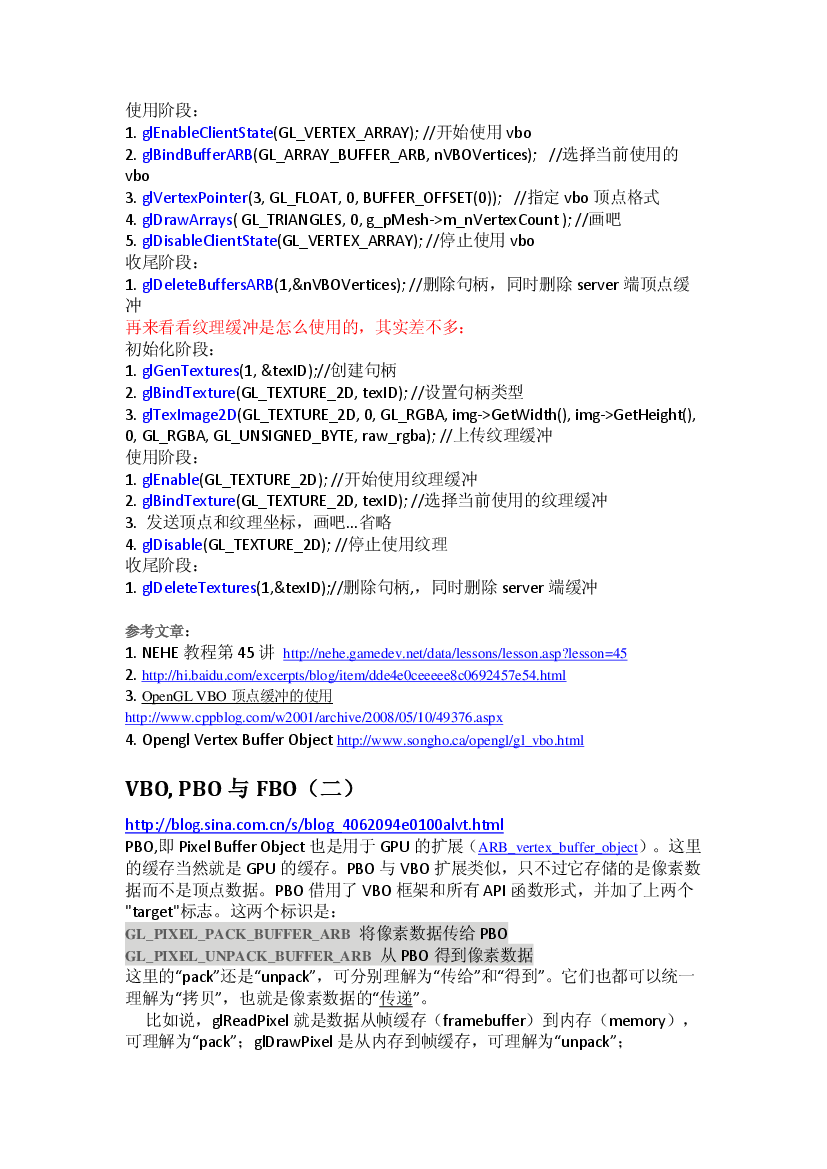 使用阶段：
1. glEnableClientState(GL_VERTEX_ARRAY); //开始使用 vbo
2. glBindBufferARB(GL_ARRAY_BUFFER_ARB, nVBOVertices); //选择当前使用的
vbo
3. glVertexPointer(3, GL_FLOAT, 0, BUFFER_OFFSET(0)); //指定 vbo 顶点格式
4. glDrawArrays( GL_TRIANGLES, 0, g_pMesh->m_nVertexCount ); //画吧
5. glDisableClientState(GL_VERTEX_ARRAY); //停止使用 vbo
收尾阶段：
1. glDeleteBuffersARB(1,&nVBOVertices); //删除句柄，同时删除 server 端顶点缓
冲
再来看看纹理缓冲是怎么使用的，其实差不多：
初始化阶段：
1. glGenTextures(1, &texID);//创建句柄
2. glBindTexture(GL_TEXTURE_2D, texID); //设置句柄类型
3. glTexImage2D(GL_TEXTURE_2D, 0, GL_RGBA, img->GetWidth(), img->GetHeight(),
0, GL_RGBA, GL_UNSIGNED_BYTE, raw_rgba); //上传纹理缓冲
使用阶段：
1. glEnable(GL_TEXTURE_2D); //开始使用纹理缓冲
2. glBindTexture(GL_TEXTURE_2D, texID); //选择当前使用的纹理缓冲
3. 发送顶点和纹理坐标，画吧...省略
4. glDisable(GL_TEXTURE_2D); //停止使用纹理
收尾阶段：
1. glDeleteTextures(1,&texID);//删除句柄,，同时删除 server 端缓冲
参考文章：
1. NEHE 教程第 45 讲 http://nehe.gamedev.net/data/lessons/lesson.asp?lesson=45
2. http://hi.baidu.com/excerpts/blog/item/dde4e0ceeeee8c0692457e54.html
3. OpenGL VBO 顶点缓冲的使用
http://www.cppblog.com/w2001/archive/2008/05/10/49376.aspx
4. Opengl Vertex Buffer Object http://www.songho.ca/opengl/gl_vbo.html
VBO, PBO 与 FBO（二）
http://blog.sina.com.cn/s/blog_4062094e0100alvt.html
PBO,即 Pixel Buffer Object 也是用于 GPU 的扩展（ARB_vertex_buffer_object）。这里
的缓存当然就是 GPU 的缓存。PBO 与 VBO 扩展类似，只不过它存储的是像素数
据而不是顶点数据。PBO 借用了 VBO 框架和所有 API 函数形式，并加了上两个
"target"标志。这两个标识是：
GL_PIXEL_PACK_BUFFER_ARB 将像素数据传给 PBO
GL_PIXEL_UNPACK_BUFFER_ARB 从 PBO 得到像素数据
这里的“pack”还是“unpack”，可分别理解为“传给”和“得到”。它们也都可以统一
理解为“拷贝”，也就是像素数据的“传递”。
比如说，glReadPixel 就是数据从帧缓存（framebuffer）到内存（memory），
可理解为“pack”；glDrawPixel 是从内存到帧缓存，可理解为“unpack”；